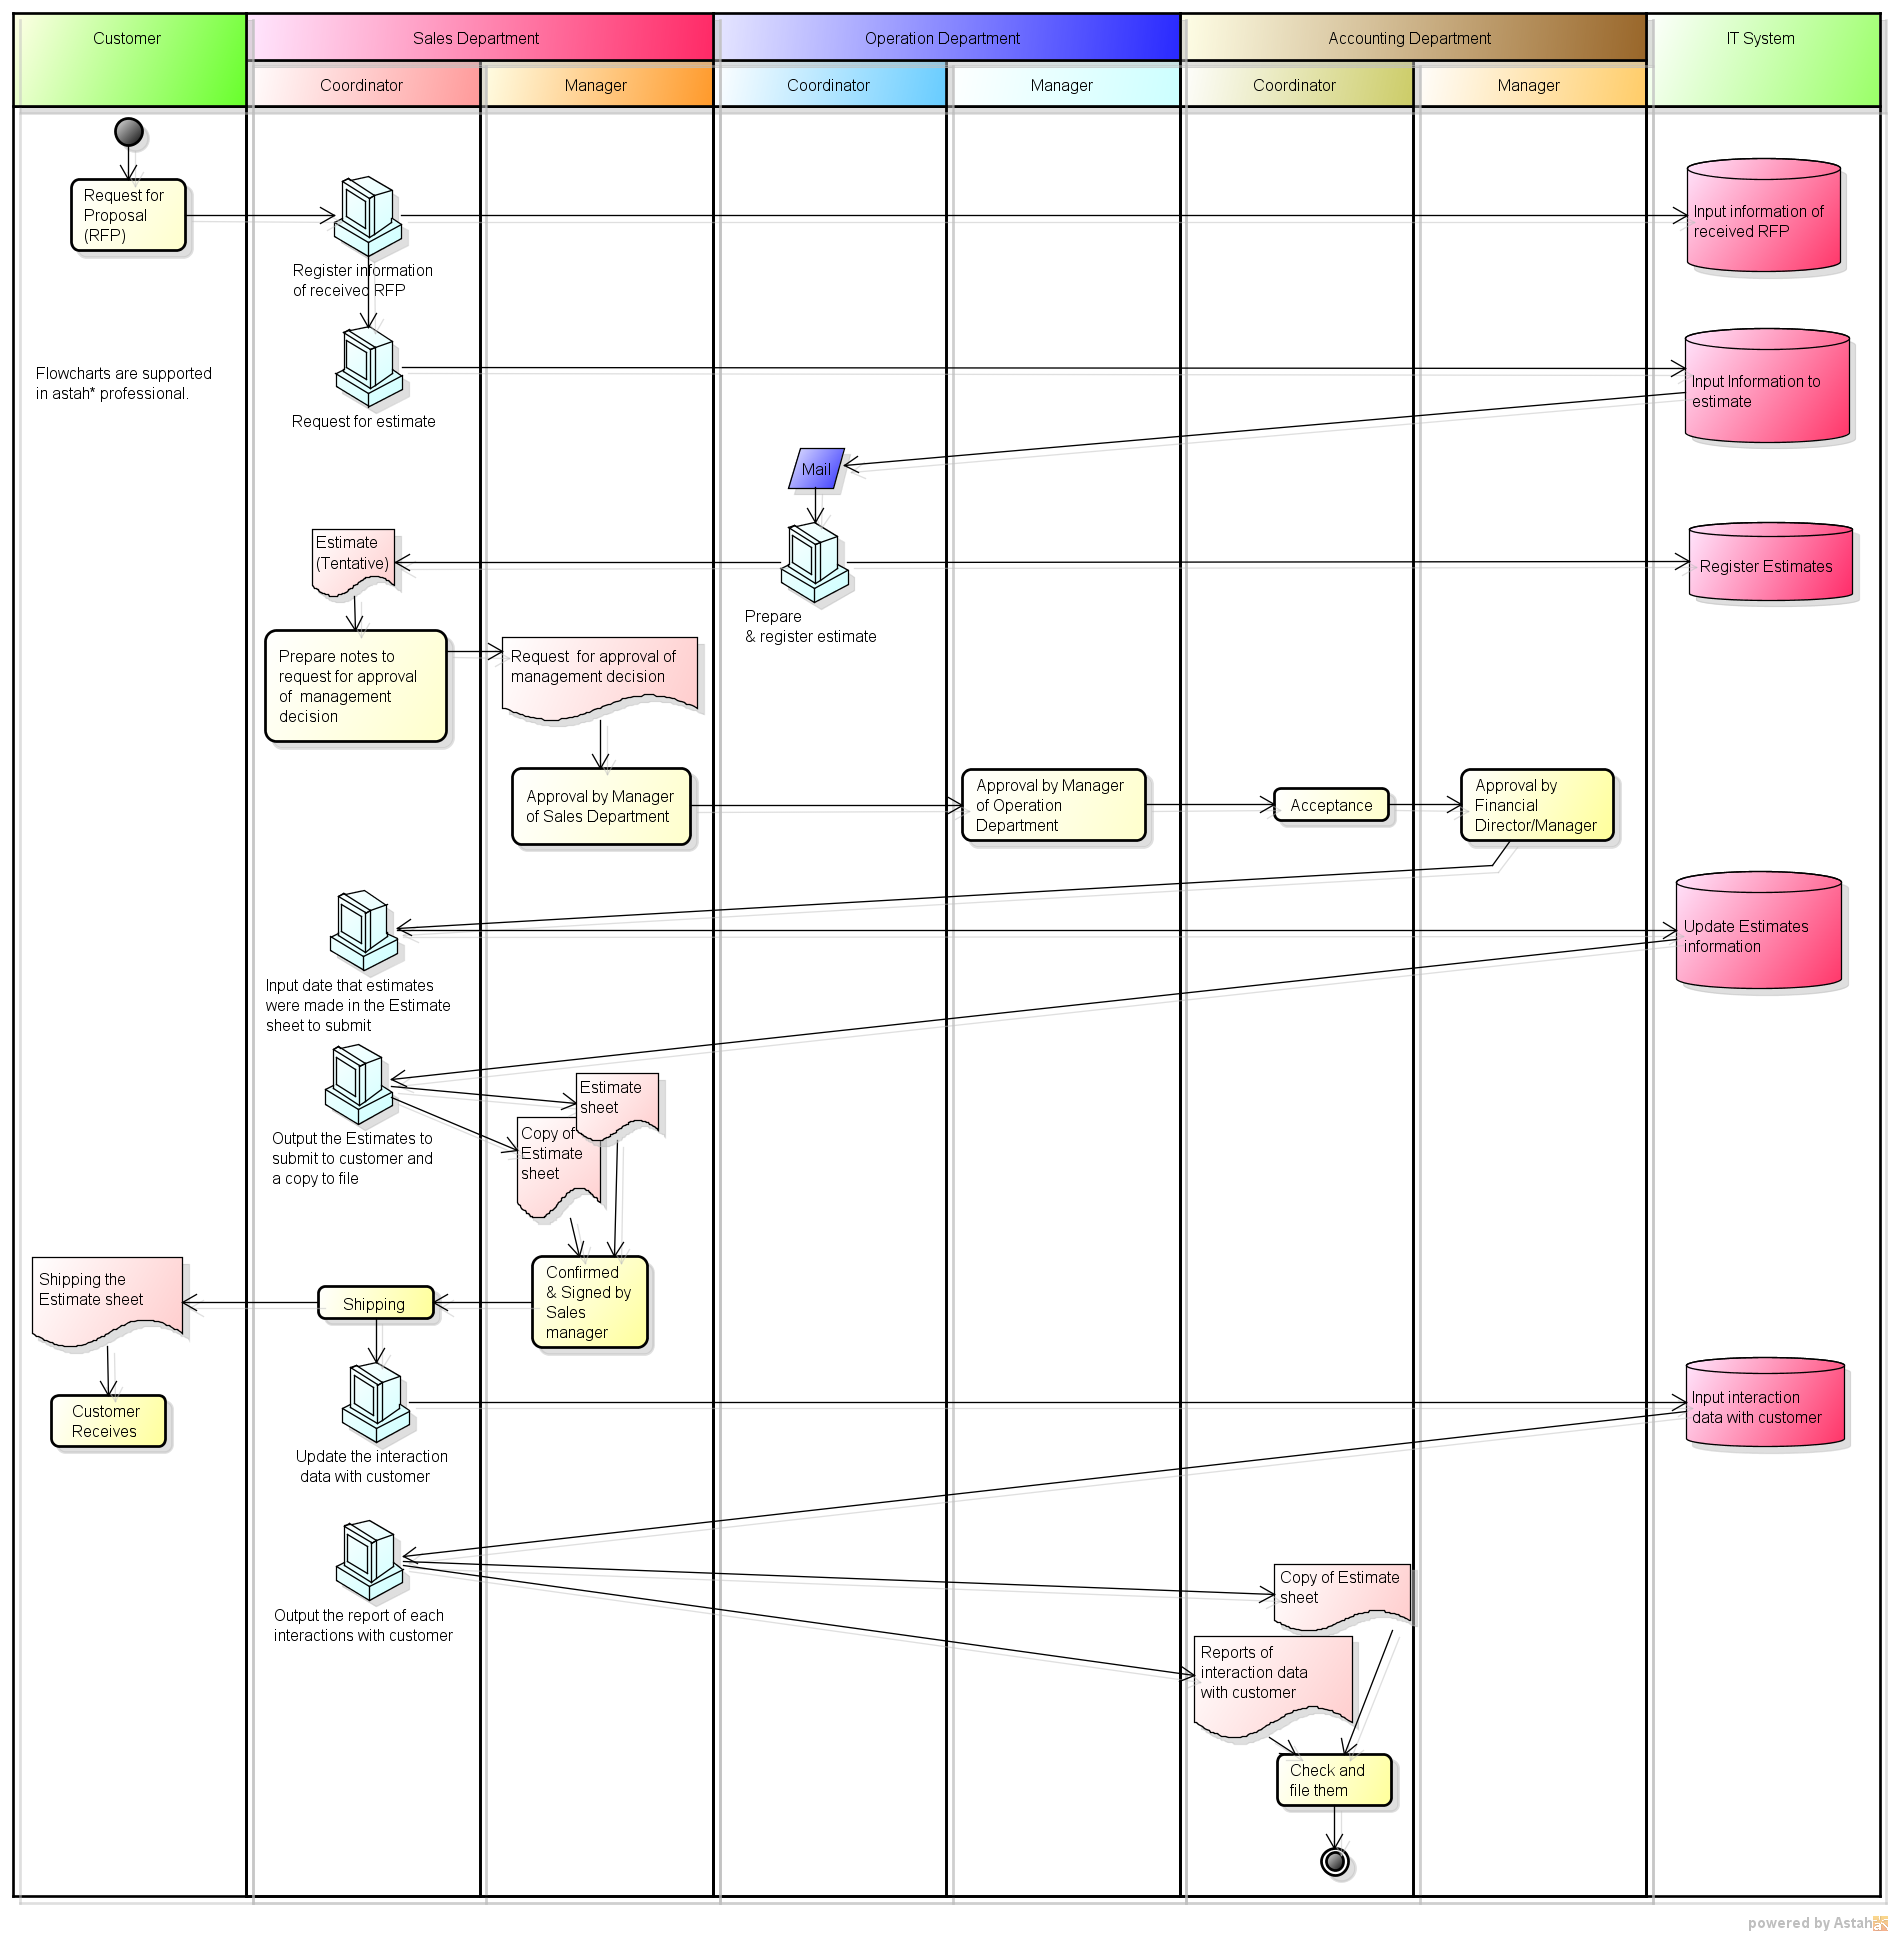 Customer
Sales Department
Operation Department
Accounting Department
IT System
Coordinator
Manager
Coordinator
Manager
Coordinator
Manager
Request for
Proposal
(RFP)
Register information
of received RFP
Input information of
received RFP
Flowcharts are supported
in astah* professional.
Request for estimate
Input Information to
estimate
Mail
Estimate
(Tentative)
Prepare
& register estimate
Register Estimates
Prepare notes to
request for approval
of  management
decision
Request  for approval of
management decision
Approval by Manager
of Sales Department
Approval by Manager
of Operation
Department
Acceptance
Approval by
Financial
Director/Manager
Input date that estimates
were made in the Estimate
sheet to submit
Update Estimates
information
Output the Estimates to
submit to customer and
a copy to file
Estimate
sheet
Copy of
Estimate
sheet
Shipping the
Estimate sheet
Shipping
Confirmed
& Signed by
Sales
manager
Customer
Receives
Update the interaction
data with customer
Input interaction
data with customer
Output the report of each
interactions with customer
Copy of Estimate
sheet
Reports of
interaction data
with customer
Check and
file them
powered by Astah